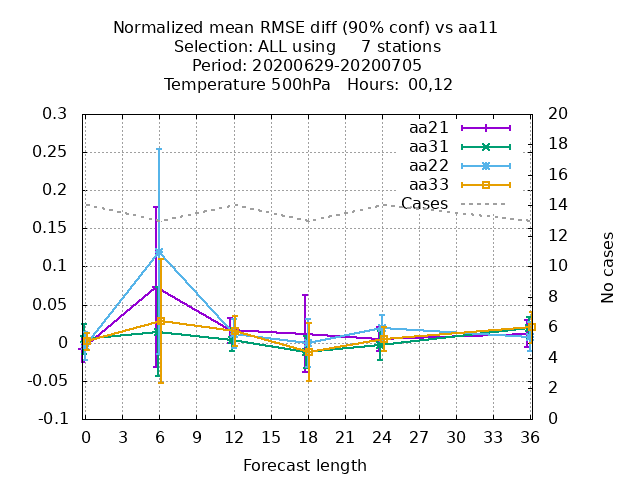 Normalized mean RMSE diff (90% conf) vs aa11
Selection: ALL using     7 stations
Period: 20200629-20200705
Temperature 500hPa   Hours: 00,12
0.3
0.25
0.2
0.15
0.1
0.05
0
-0.05
-0.1
aa21
aa31
aa22
aa33
Cases
20
18
16
14
12
10
8
6
4
2
0
No cases
0 3 6 9 12 15 18 21 24 27 30 33 36
Forecast length